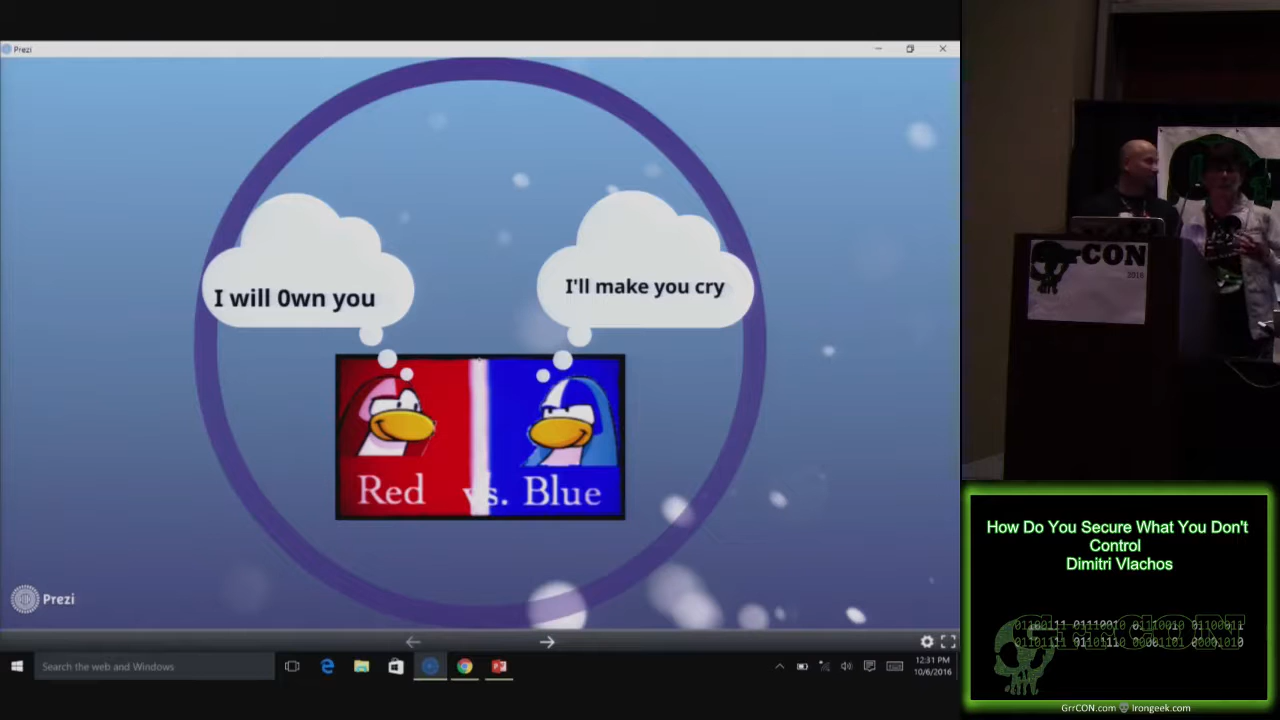 Prezi
I will 0wn you
I'll make you cry
Red vs. Blue
Prezi
Search the web and Windows
12:31 PM
10/6/2016
CON
2016
How Do You Secure What You Don't
Control
Dimitri Vlachos
GrrCON
GrrCON.com Irongeek.com